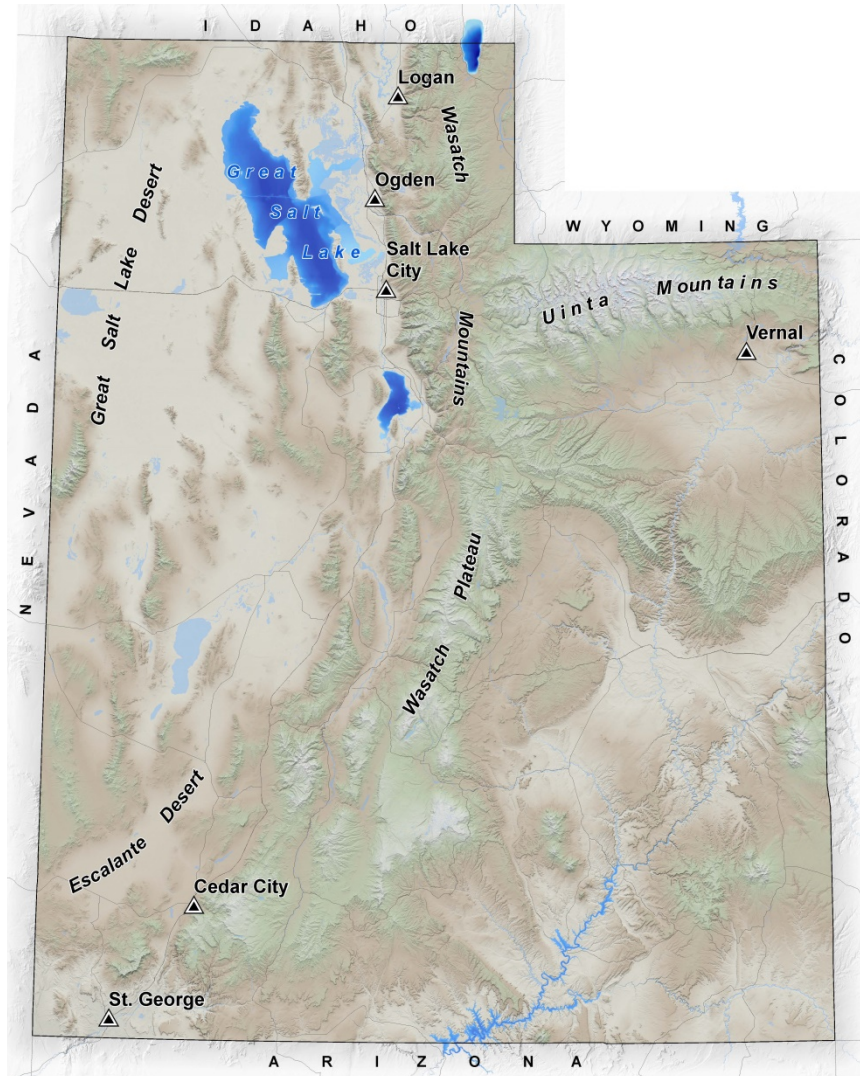 IDAHO
Logan
Wasatch
Great
Ogden
Salt
Lake
Salt Lake
City
WYOMING
Uinta Mountains
Mountains
Vernal
Great Salt Lake Desert
NEVADA
COLORADO
Wasatch Plateau
Escalante Desert
Cedar City
St. George
ARIZONA